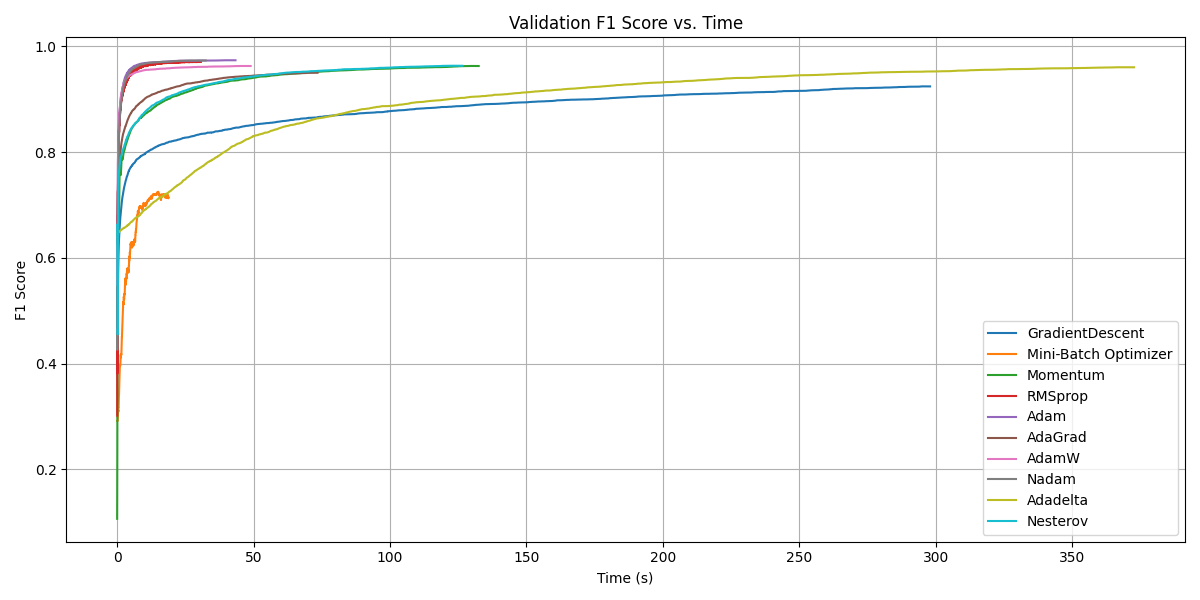 Validation F1 Score vs. Time
1.0
0.8
0.6
0.4
0.2
F1 Score
0
50
100
150
200
250
300
350
Time (s)
GradientDescent
Mini-Batch Optimizer
Momentum
RMSprop
Adam
AdaGrad
AdamW
Nadam
Adadelta
Nesterov